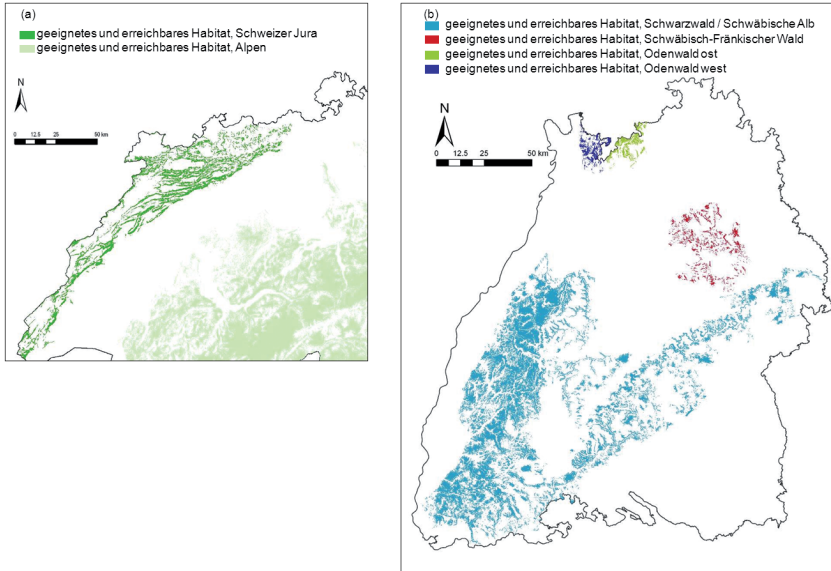 (a)
geeignetes und erreichbares Habitat, Schweizer Jura
geeignetes und erreichbares Habitat, Alpen
N
0 12.5 25 50 km
(b)
geeignetes und erreichbares Habitat, Schwarzwald / Schwäbische Alb
geeignetes und erreichbares Habitat, Schwäbisch-Fränkischer Wald
geeignetes und erreichbares Habitat, Odenwald ost
geeignetes und erreichbares Habitat, Odenwald west
N
0 12.5 25 50 km